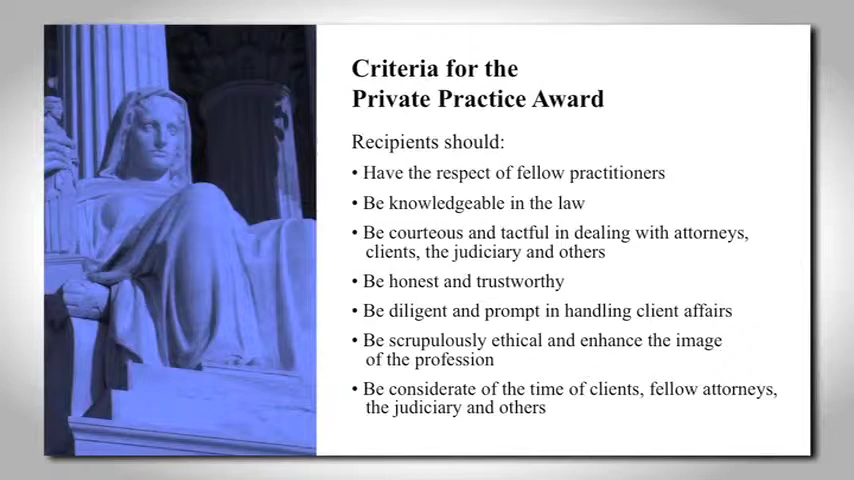 Criteria for the
Private Practice Award
Recipients should:
• Have the respect of fellow practitioners
• Be knowledgeable in the law
• Be courteous and tactful in dealing with attorneys,
clients, the judiciary and others
• Be honest and trustworthy
• Be diligent and prompt in handling client affairs
• Be scrupulously ethical and enhance the image
of the profession
• Be considerate of the time of clients, fellow attorneys,
the judiciary and others